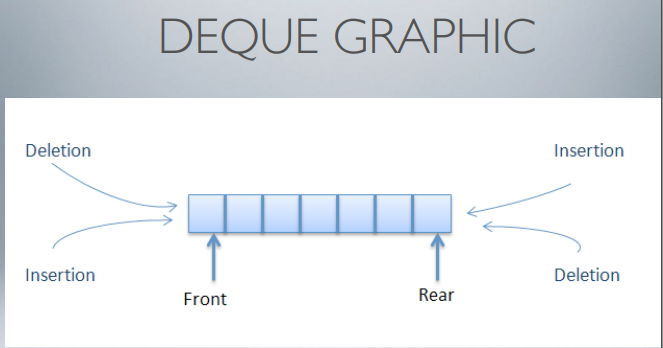 DEQUE GRAPHIC
Deletion
Insertion
Insertion
Deletion
Front
Rear